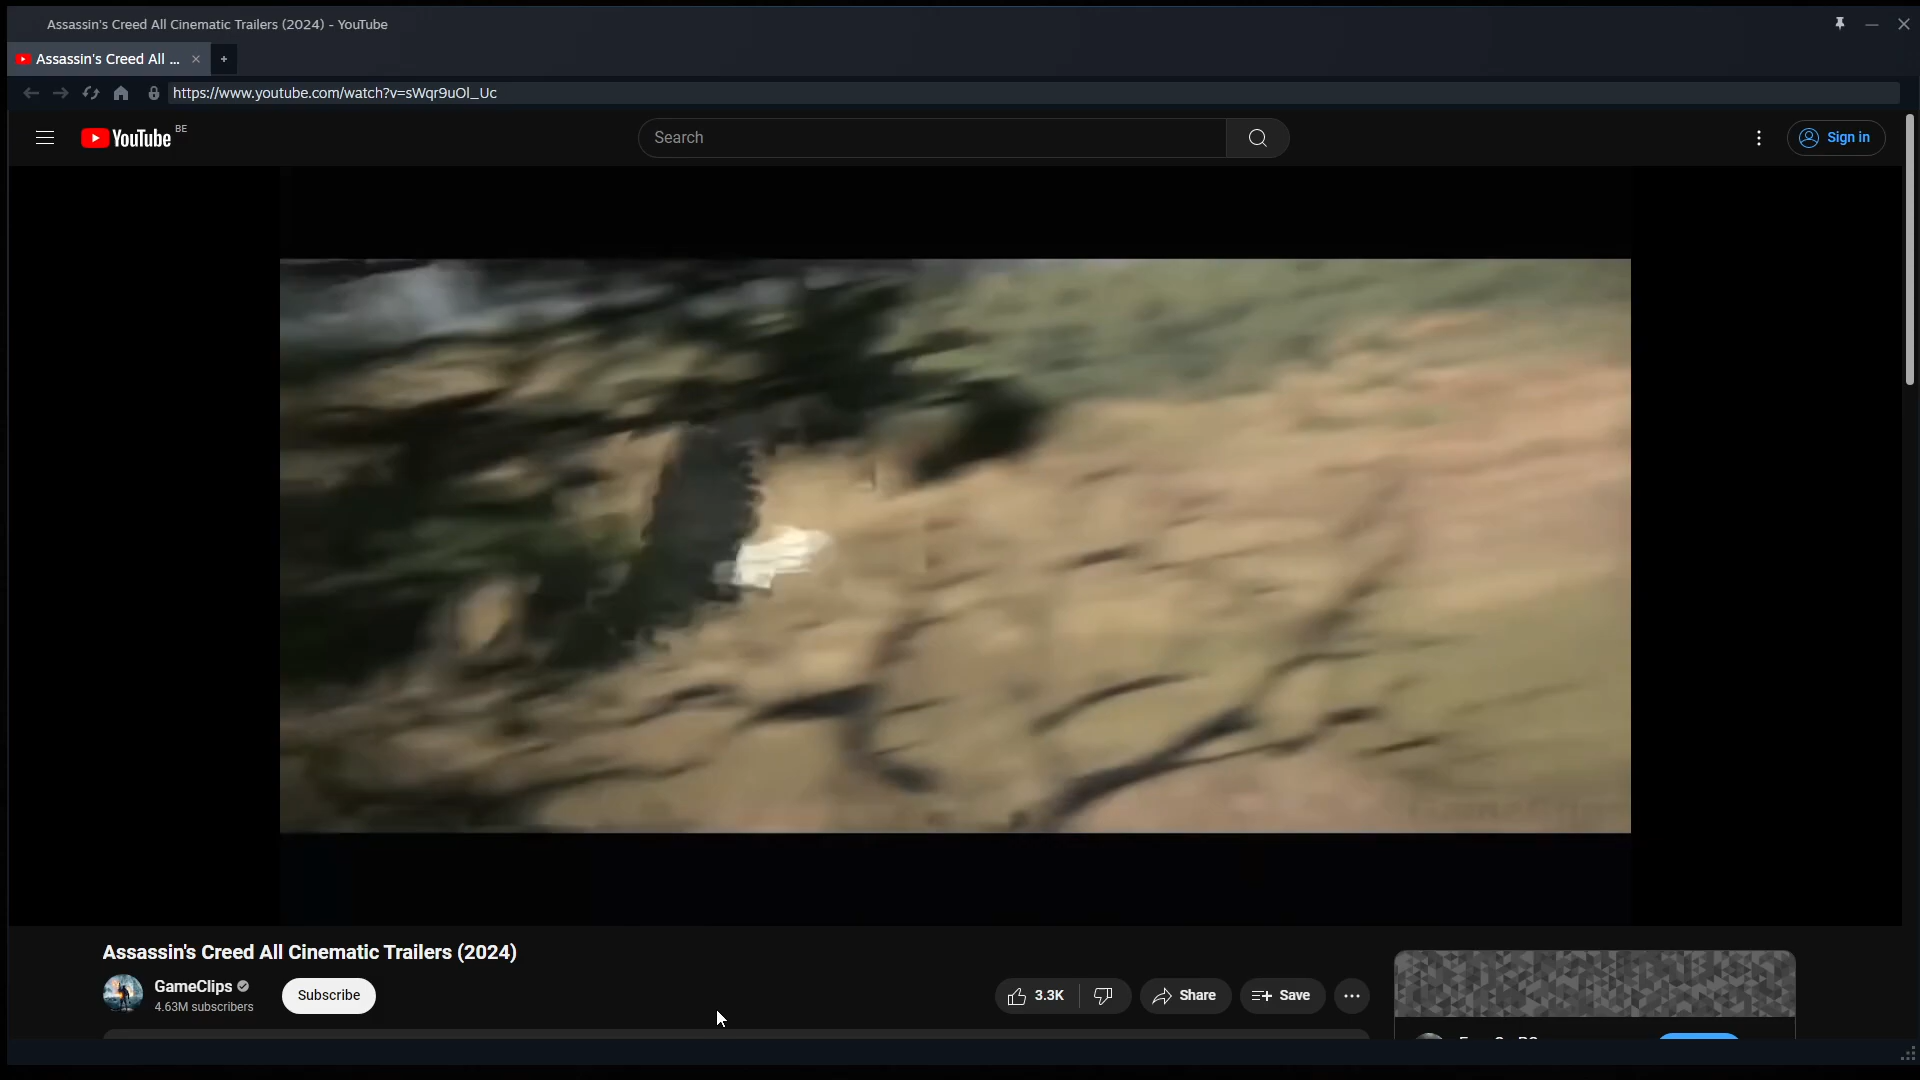 Assassin's Creed All Cinematic Trailers (2024) - YouTube
Assassin's Creed All ...
https://www.youtube.com/watch?v=sWqr9uOl_Uc
YouTube BE
Search
Sign in
Assassin's Creed All Cinematic Trailers (2024)
GameClips
4.63M subscribers
Subscribe
3.3K
Share
Save